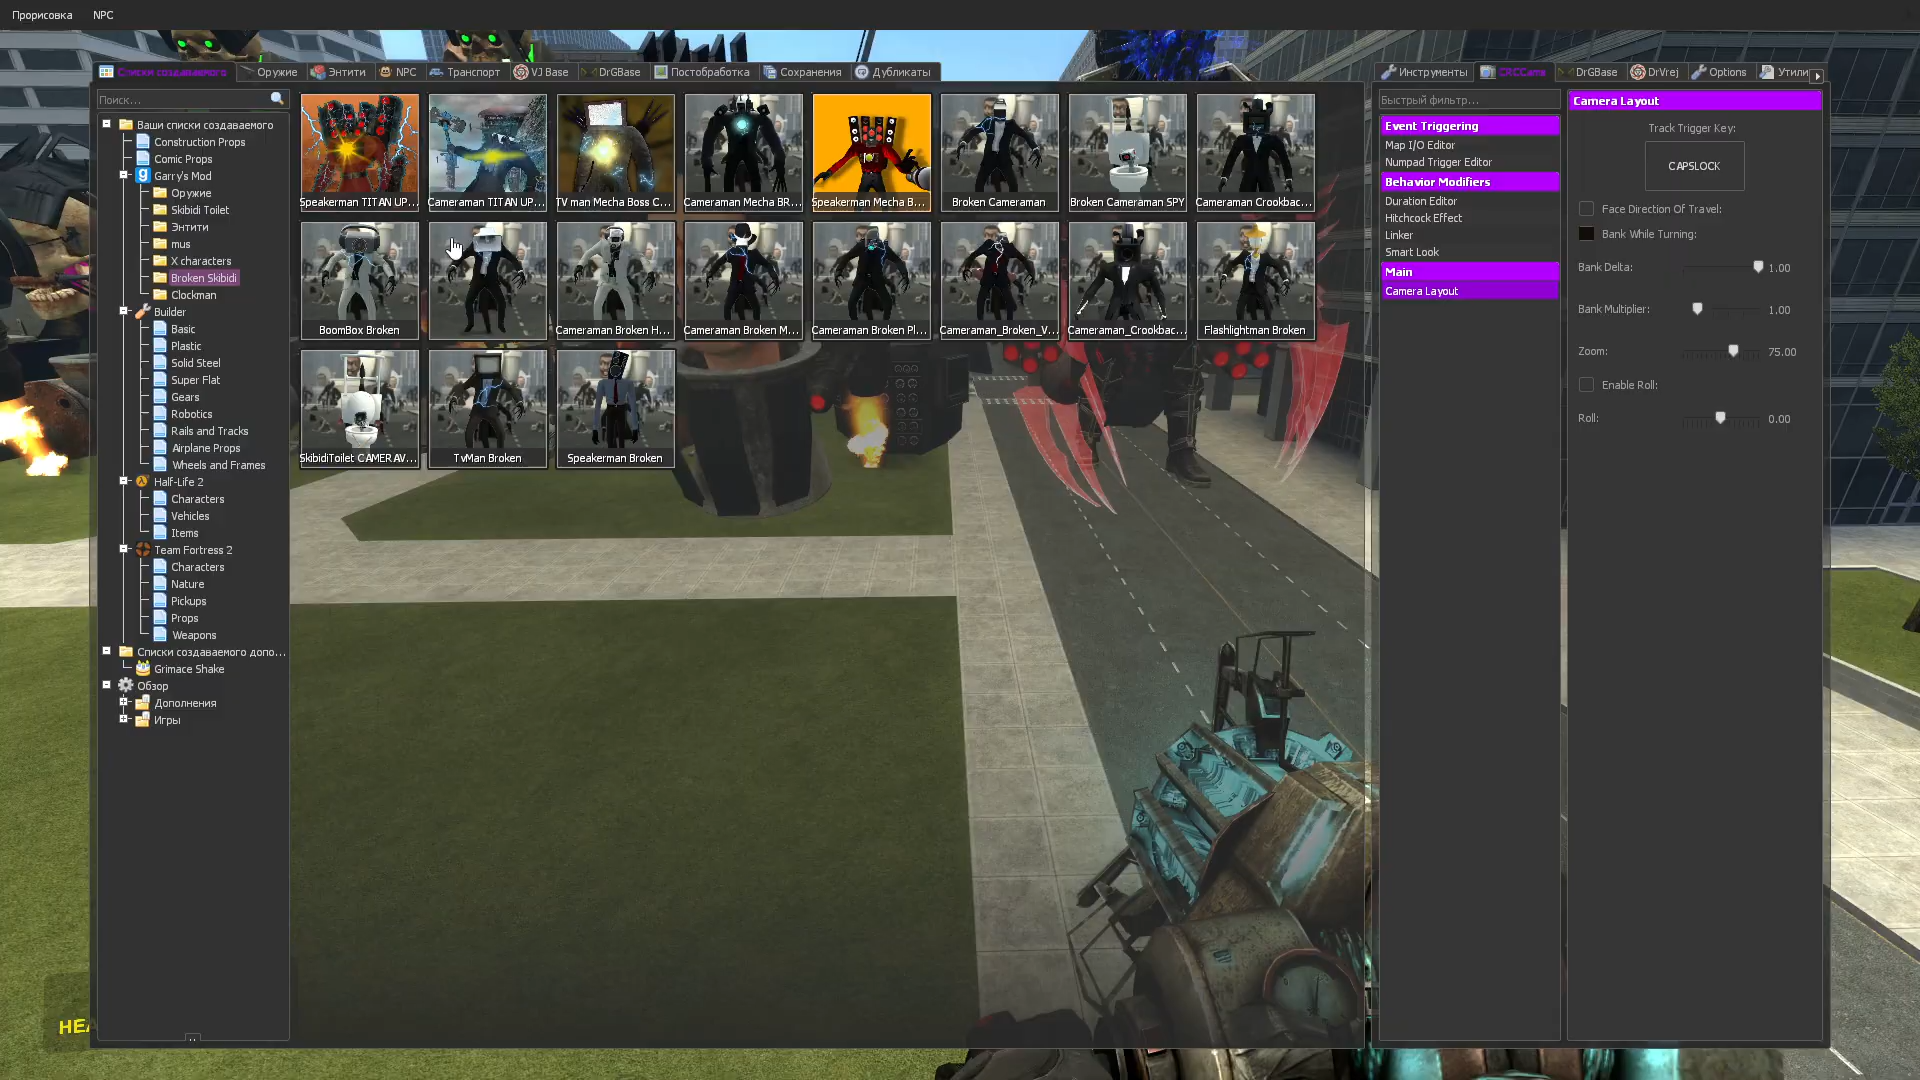 Прорисовка NPC
Списки создаваемого Оружие Энтити NPC Транспорт VJ Base DrGBase Постобработка Сохранения Дубликаты
Поиск...
Ваши списки создаваемого
Construction Props
Comic Props
Garry's Mod
Оружие
Skibidi Toilet
Энтити
mus
X characters
Broken Skibidi
Clockman
Builder
Basic
Plastic
Solid Steel
Super Flat
Gears
Robotics
Rails and Tracks
Airplane Props
Wheels and Frames
Half-Life 2
Characters
Vehicles
Items
Team Fortress 2
Characters
Nature
Pickups
Props
Weapons
Списки создаваемого допо...
Grimace Shake
Обзор
Дополнения
Игры
Speakerman TITAN UP... Cameraman TITAN UP... TV man Mecha Boss C... Cameraman Mecha BR... Speakerman Mecha B... Broken Cameraman Broken Cameraman SPY Cameraman Crookbac...
BoomBox Broken Cameraman Broken H... Cameraman Broken M... Cameraman Broken Pl... Cameraman_Broken_V... Cameraman_Crookbac... Flashlightman Broken
SkibidiToilet CAMERAV... TvMan Broken Speakerman Broken
Инструменты CRCCams DrGBase DrVrej Options Утили
Быстрый фильтр...
Event Triggering
Map I/O Editor
Numpad Trigger Editor
Behavior Modifiers
Duration Editor
Hitchcock Effect
Linker
Smart Look
Main
Camera Layout
Camera Layout
Track Trigger Key:
CAPSLOCK
Face Direction Of Travel:
Bank While Turning:
Bank Delta: 1.00
Bank Multiplier: 1.00
Zoom: 75.00
Enable Roll:
Roll: 0.00
HEA